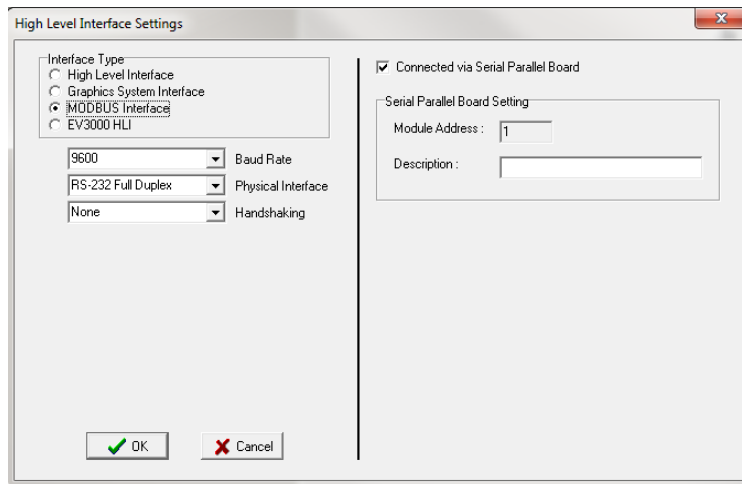 High Level Interface Settings
Interface Type
High Level Interface
Graphics System Interface
MODBUS Interface
EV3000 HLI
9600 Baud Rate
RS-232 Full Duplex Physical Interface
None Handshaking
OK Cancel
Connected via Serial Parallel Board
Serial Parallel Board Setting
Module Address : 1
Description :